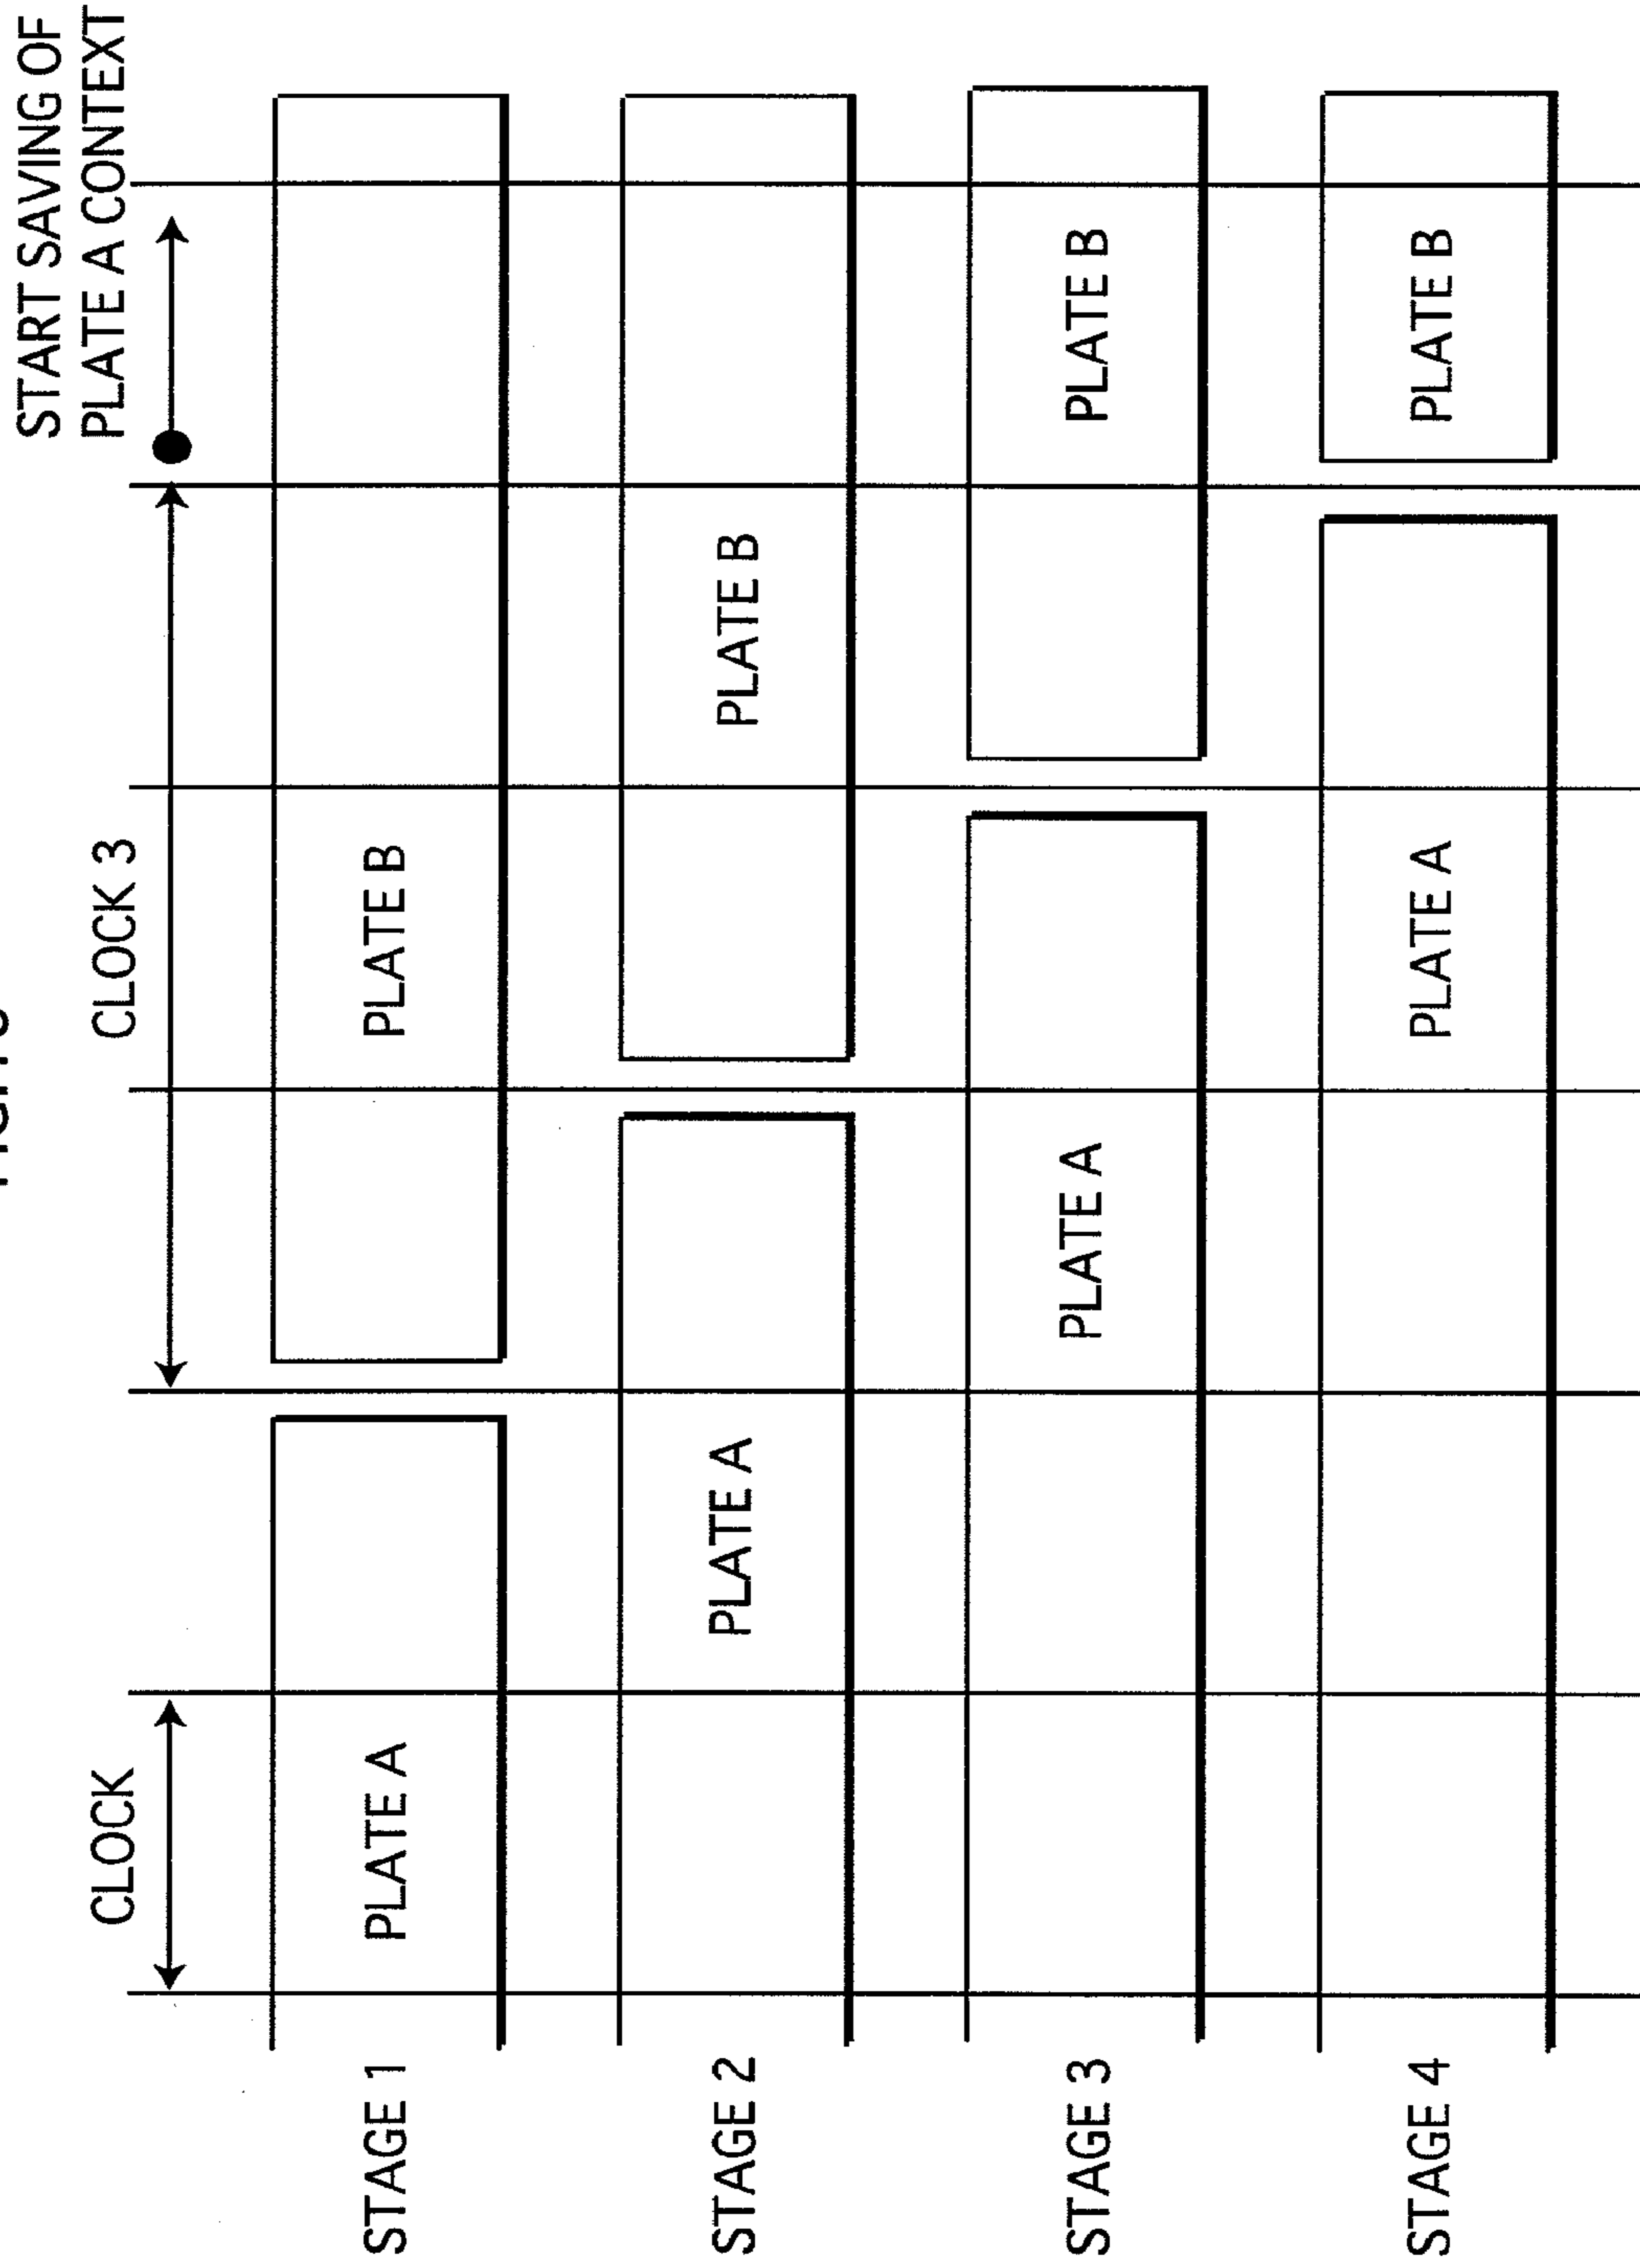 START SAVING OF
PLATE A CONTEXT
CLOCK
CLOCK 3
STAGE 1
PLATE A
PLATE B
STAGE 2
PLATE A
PLATE B
STAGE 3
PLATE A
PLATE B
STAGE 4
PLATE A
PLATE B